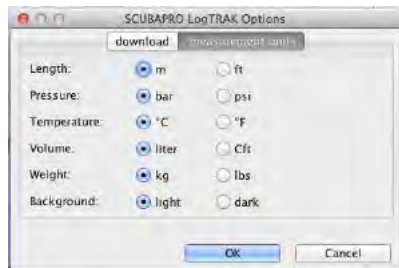 SCUBAPRO LogTRAK Options
download measurement units
Length: m ft
Pressure: bar psi
Temperature: °C °F
Volume: liter Cft
Weight: kg lbs
Background: light dark
OK Cancel